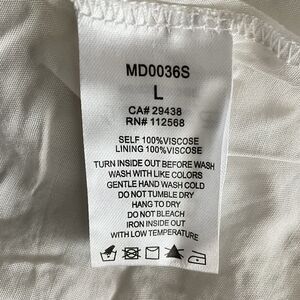 MD0036S
L
CA# 29438
RN# 112568
SELF 100%VISCOSE
LINING 100%VISCOSE
TURN INSIDE OUT BEFORE WASH
WASH WITH LIKE COLORS
GENTLE HAND WASH COLD
DO NOT TUMBLE DRY
HANG TO DRY
DO NOT BLEACH
IRON INSIDE OUT
WITH LOW TEMPERATURE